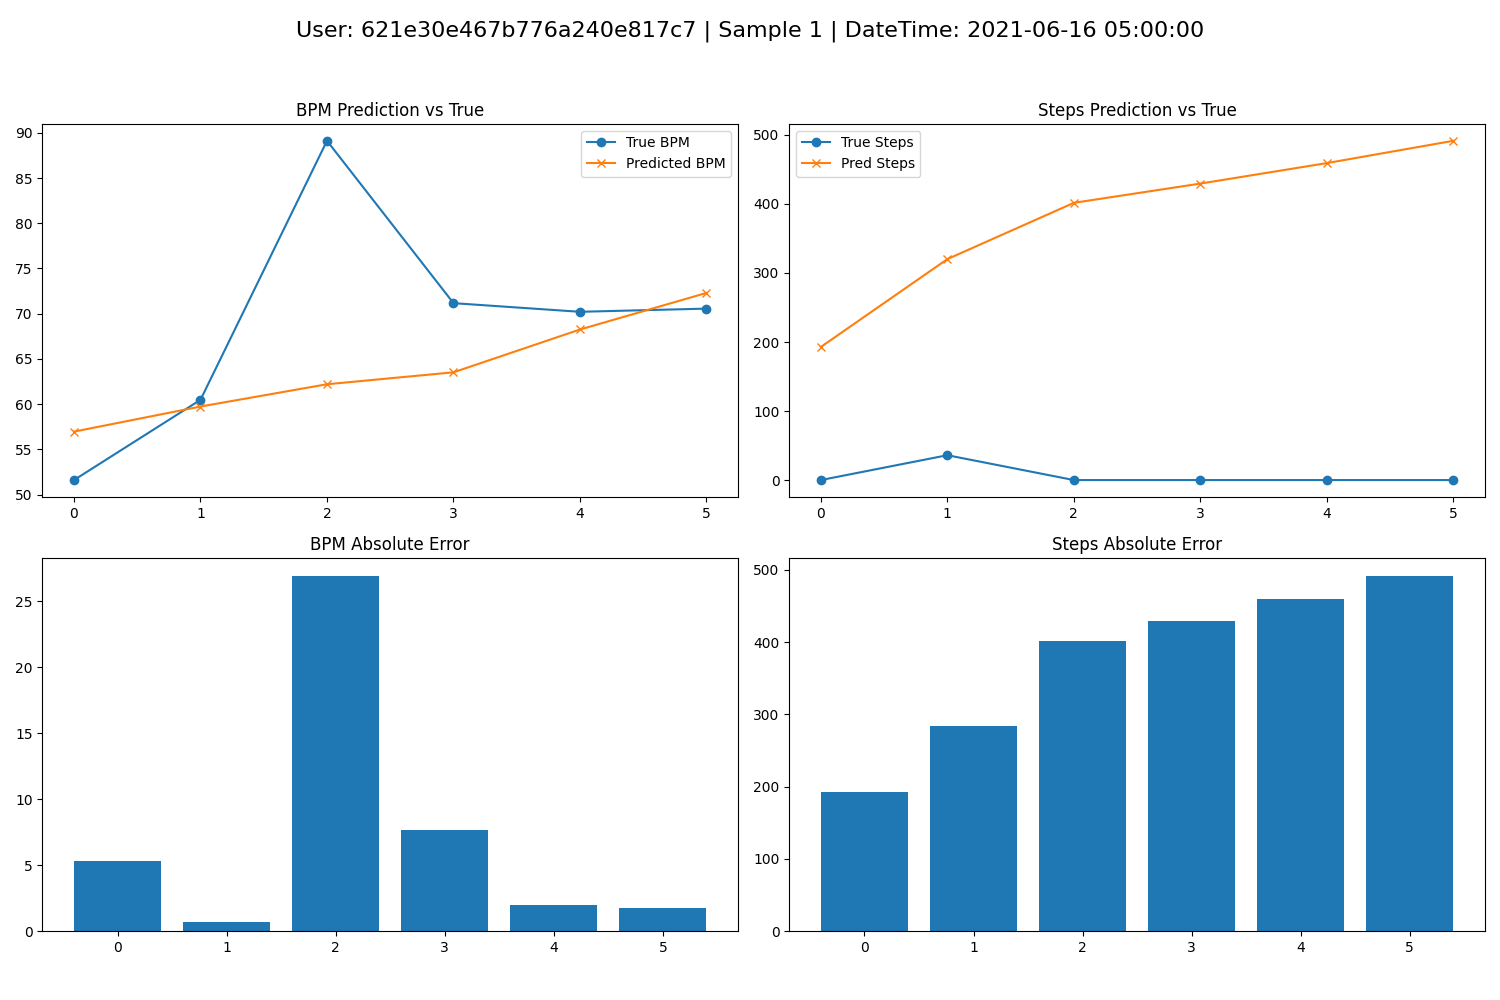 User: 621e30e467b776a240e817c7 | Sample 1 | DateTime: 2021-06-16 05:00:00
BPM Prediction vs True
90
85
80
75
70
65
60
55
50
0 1 2 3 4 5
True BPM
Predicted BPM
Steps Prediction vs True
500
400
300
200
100
0
0 1 2 3 4 5
True Steps
Pred Steps
BPM Absolute Error
25
20
15
10
5
0
0 1 2 3 4 5
Steps Absolute Error
500
400
300
200
100
0
0 1 2 3 4 5